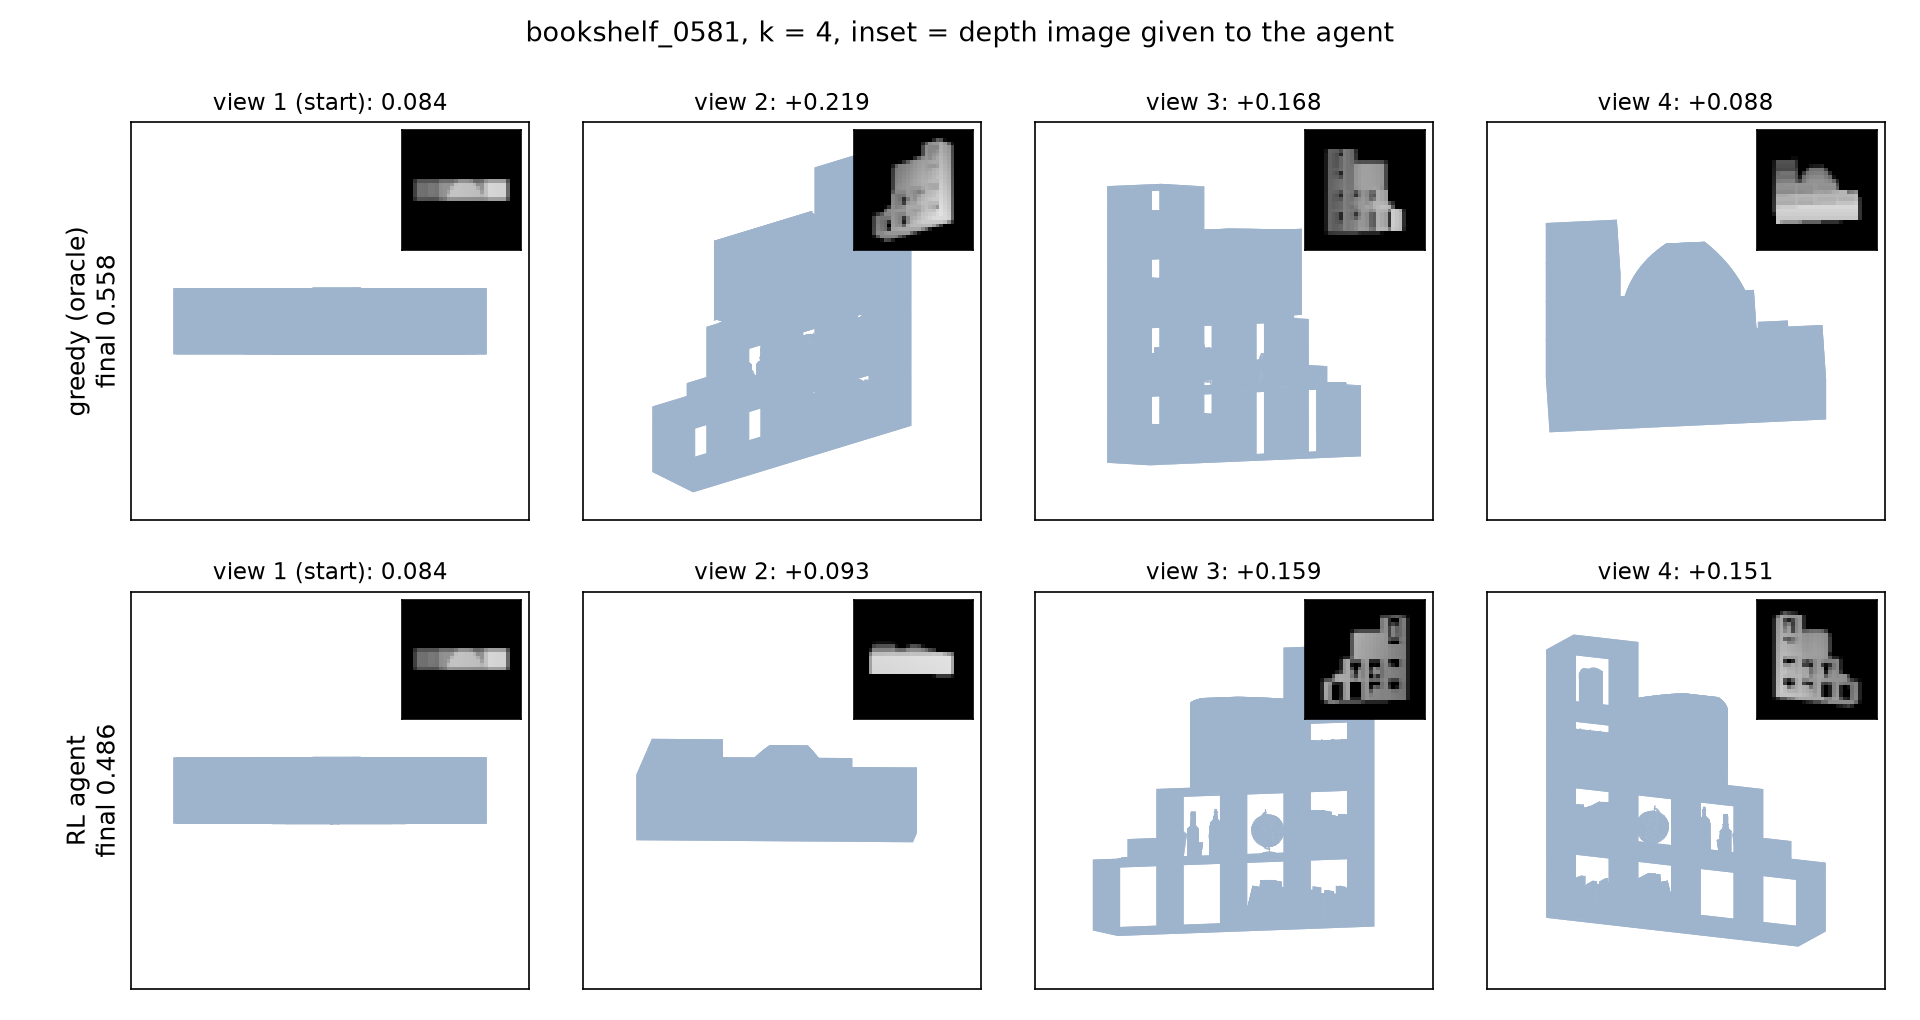 bookshelf_0581, k = 4, inset = depth image given to the agent
greedy (oracle)
final 0.558
view 1 (start): 0.084
view 2: +0.219
view 3: +0.168
view 4: +0.088
RL agent
final 0.486
view 1 (start): 0.084
view 2: +0.093
view 3: +0.159
view 4: +0.151